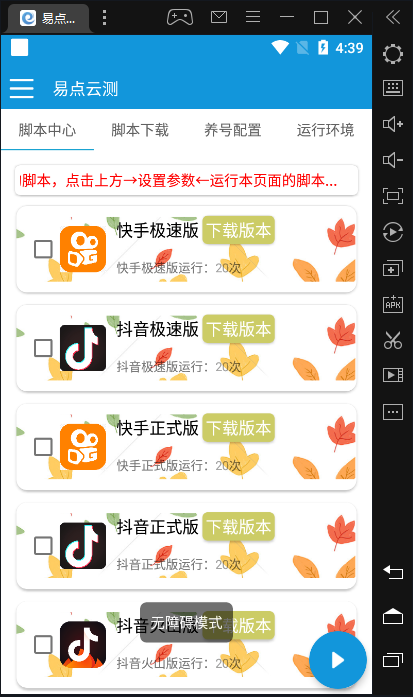 易点...
4:39
易点云测
脚本中心 脚本下载 养号配置 运行环境
脚本，点击上方→设置参数←运行本页面的脚本...
快手极速版 下载版本
快手极速版运行：20次
抖音极速版 下载版本
抖音极速版运行：20次
快手正式版 下载版本
快手正式版运行：20次
抖音正式版 下载版本
抖音正式版运行：20次
抖音火山版 下载版本
无障碍模式
抖音火山版运行：20次
APK